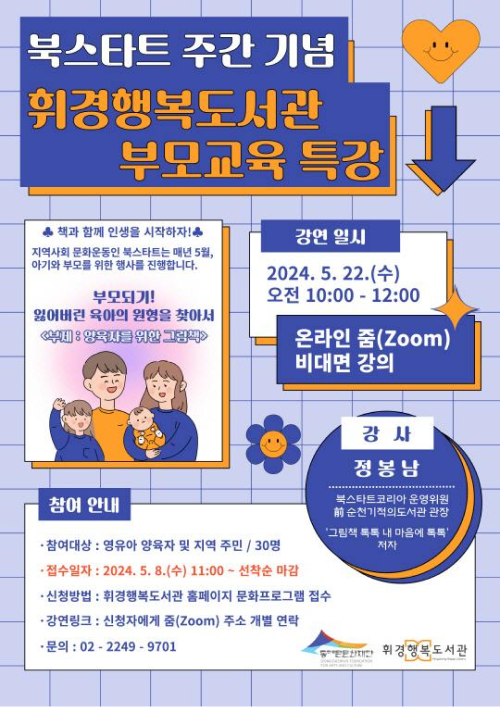 북스타트 주간 기념
휘경행복도서관
부모교육 특강
♣ 책과 함께 인생을 시작하자!♣
지역사회 문화운동인 북스타트는 매년 5월,
아기와 부모를 위한 행사를 진행합니다.
부모되기!
잃어버린 육아의 원형을 찾아서
<부제 : 양육자를 위한 그림책>
강연 일시
2024. 5. 22.(수)
오전 10:00 - 12:00
온라인 줌(Zoom)
비대면 강의
강 사
정봉남
북스타트코리아 운영위원
前 순천기적의도서관 관장
'그림책 톡톡 내 마음에 톡톡'
저자
참여 안내
·참여대상 : 영유아 양육자 및 지역 주민 / 30명
·접수일자 : 2024. 5. 8.(수) 11:00 ~ 선착순 마감
·신청방법 : 휘경행복도서관 홈페이지 문화프로그램 접수
·강연링크 : 신청자에게 줌(Zoom) 주소 개별 연락
·문의 : 02 - 2249 - 9701
동대문문화재단
휘경행복도서관